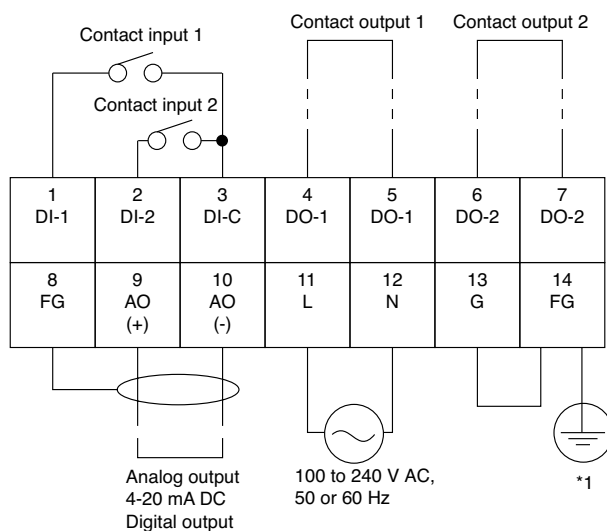 Contact input 1
Contact output 1
Contact output 2
Contact input 2
1
DI-1
2
DI-2
3
DI-C
4
DO-1
5
DO-1
6
DO-2
7
DO-2
8
FG
9
AO
(+)
10
AO
(-)
11
L
12
N
13
G
14
FG
Analog output
4-20 mA DC
Digital output
100 to 240 V AC,
50 or 60 Hz
*1